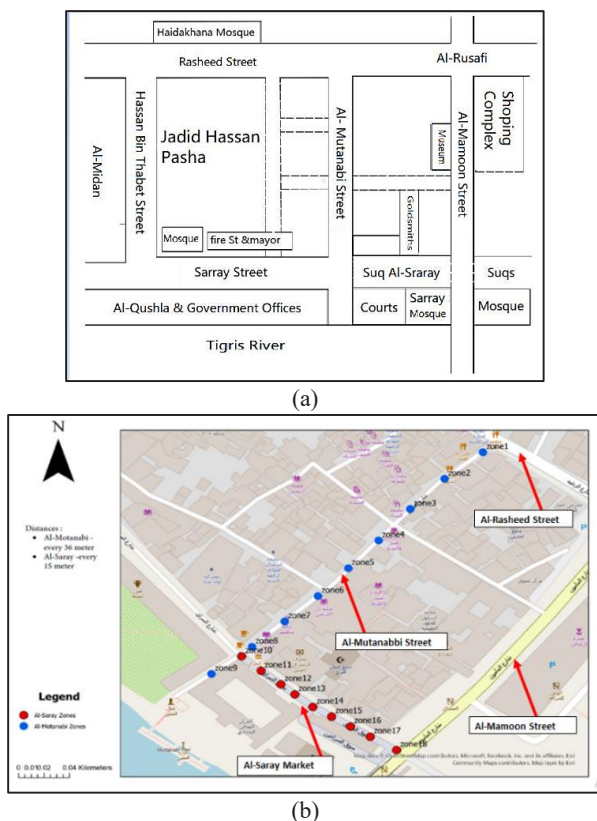 Haidakhana Mosque
Rasheed Street
Al-Rusafi
Al-Midan
Hassan Bin Thabet Street
Jadid Hassan
Pasha
Al- Mutanabi Street
Museum
Al-Mamoon Street
Shoping
Complex
Goldsmiths
Mosque
fire St &mayor
Sarray Street
Suq Al-Sraray
Suqs
Al-Qushla & Government Offices
Courts
Sarray
Mosque
Mosque
Tigris River
(a)
N
Distances :
• Al-Motanabi -
every 36 meter
• Al-Saray -every
15 meter
zone1
zone2
zone3
Al-Rasheed Street
zone4
zone5
zone6
zone7
Al-Mutanabbi Street
zone8
zone10
zone9
zone11
zone12
zone13
zone14
zone15
zone16
zone17
zone18
Al-Mamoon Street
شارع المأمون
شارع المأمون
Al-Saray Market
Legend
Al-Saray Zones
Al-Motanabi Zones
0 0.010.02 0.04 Kilometers
(b)